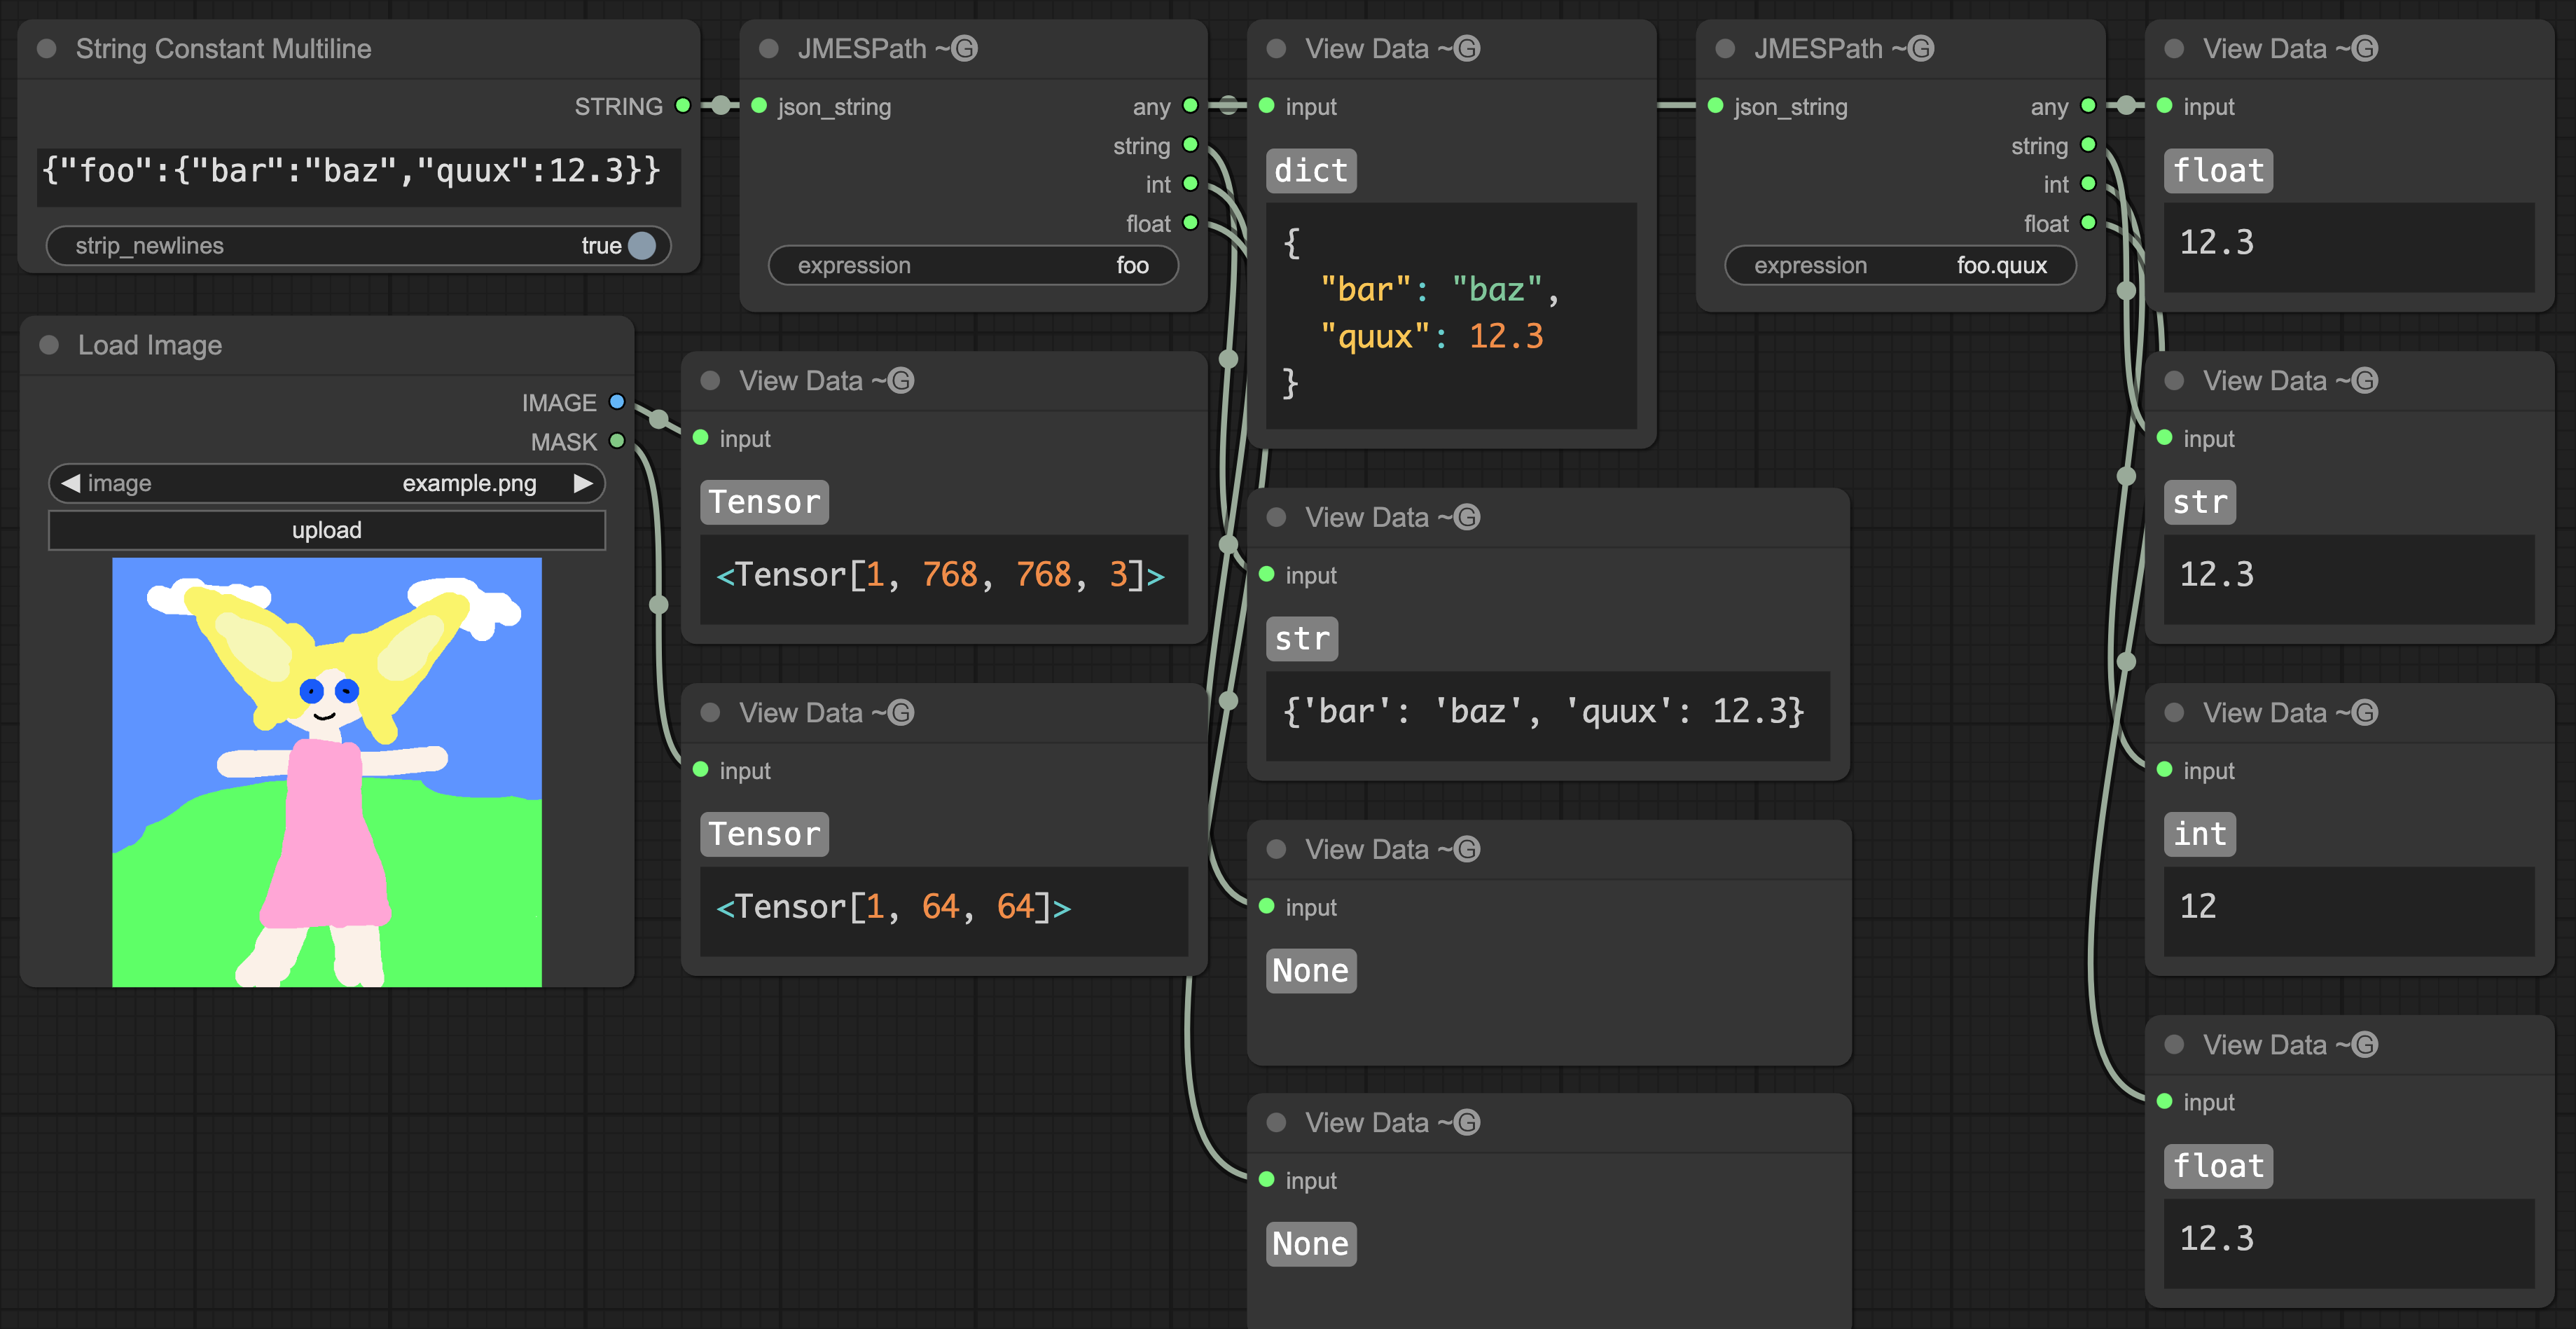 String Constant Multiline
STRING
{"foo":{"bar":"baz","quux":12.3}}
strip_newlines true
Load Image
IMAGE
MASK
image example.png
upload
JMESPath ~🅖
json_string any
string
int
float
expression foo
View Data ~🅖
input
Tensor
<Tensor[1, 768, 768, 3]>
View Data ~🅖
input
Tensor
<Tensor[1, 64, 64]>
View Data ~🅖
input
dict
{
"bar": "baz",
"quux": 12.3
}
View Data ~🅖
input
str
{'bar': 'baz', 'quux': 12.3}
View Data ~🅖
input
None
View Data ~🅖
input
None
JMESPath ~🅖
json_string any
string
int
float
expression foo.quux
View Data ~🅖
input
float
12.3
View Data ~🅖
input
str
12.3
View Data ~🅖
input
int
12
View Data ~🅖
input
float
12.3